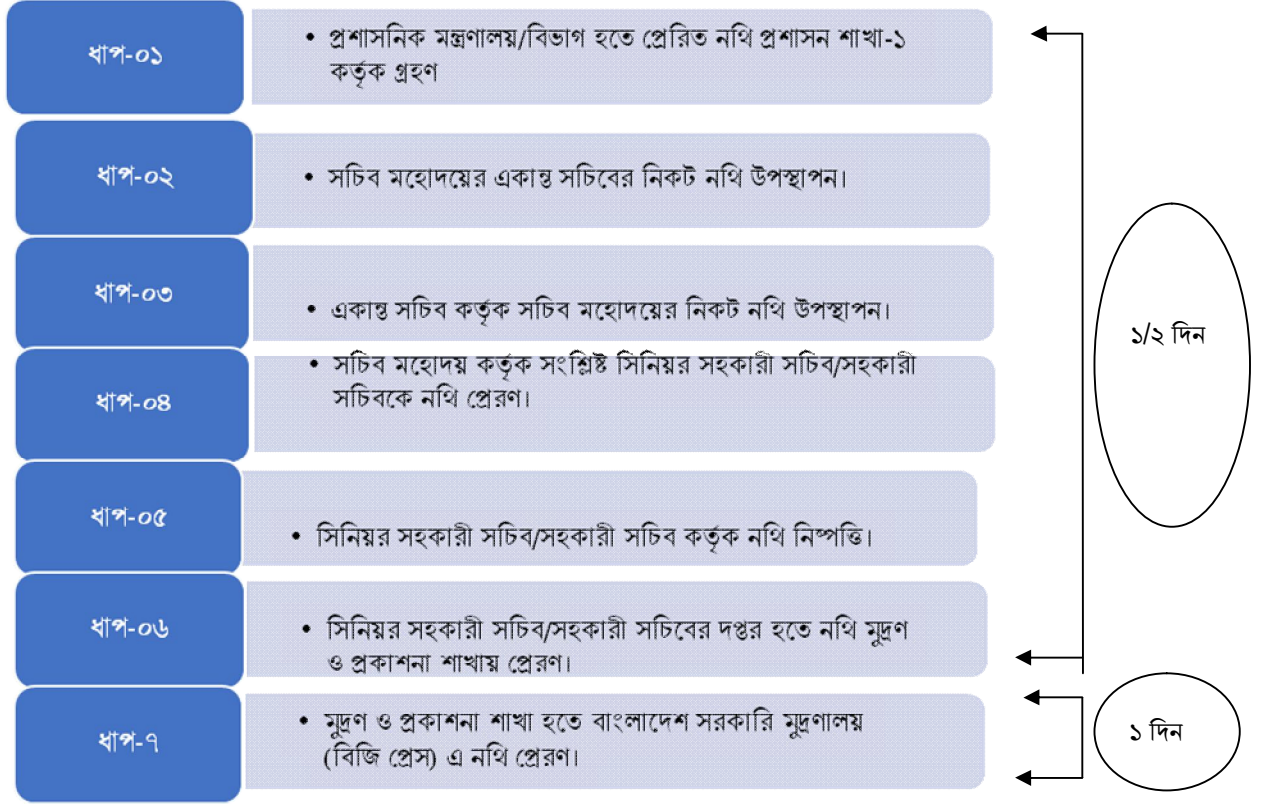 ধাপ-০১
• প্রশাসনিক মন্ত্রণালয়/বিভাগ হতে প্রেরিত নথি প্রশাসন শাখা-১
কর্তৃক গ্রহণ
ধাপ-০২
• সচিব মহোদয়ের একান্ত সচিবের নিকট নথি উপস্থাপন।
ধাপ-০৩
• একান্ত সচিব কর্তৃক সচিব মহোদয়ের নিকট নথি উপস্থাপন।
ধাপ-০৪
• সচিব মহোদয় কর্তৃক সংশ্লিষ্ট সিনিয়র সহকারী সচিব/সহকারী
সচিবকে নথি প্রেরণ।
ধাপ-০৫
• সিনিয়র সহকারী সচিব/সহকারী সচিব কর্তৃক নথি নিষ্পত্তি।
ধাপ-০৬
• সিনিয়র সহকারী সচিব/সহকারী সচিবের দপ্তর হতে নথি মুদ্রণ
ও প্রকাশনা শাখায় প্রেরণ।
ধাপ-৭
• মুদ্রণ ও প্রকাশনা শাখা হতে বাংলাদেশ সরকারি মুদ্রণালয়
(বিজি প্রেস) এ নথি প্রেরণ।
১/২ দিন
১ দিন